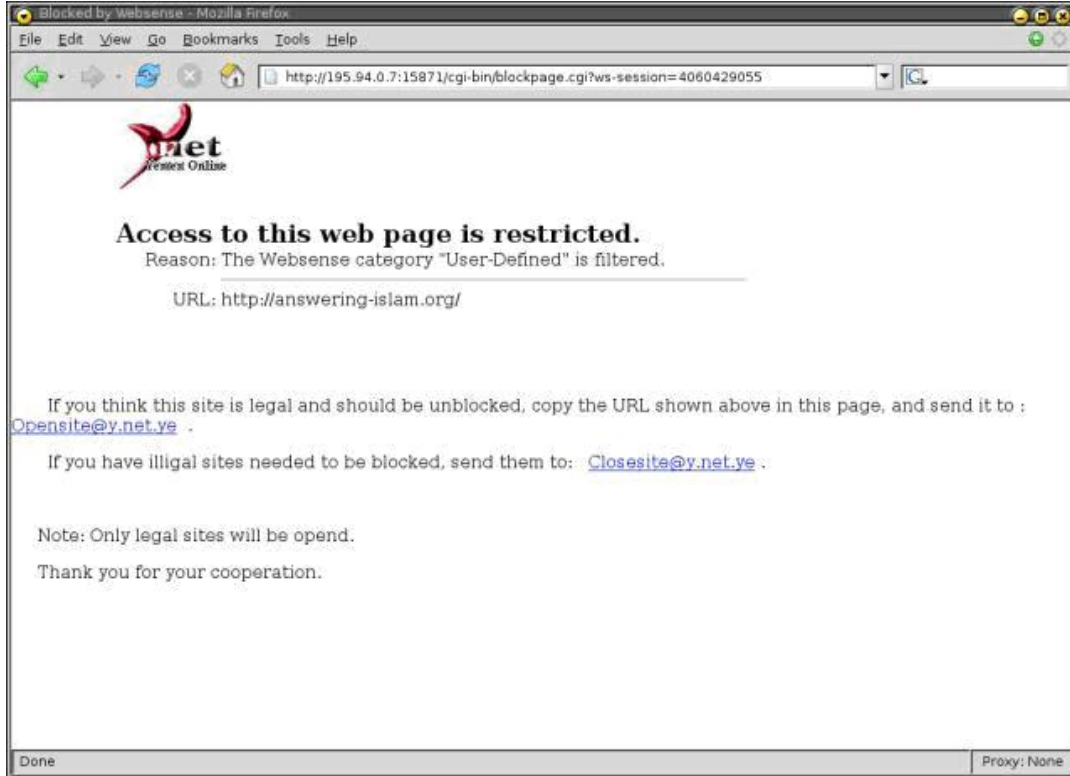 Blocked by Websense - Mozilla Firefox
File Edit View Go Bookmarks Tools Help
http://195.94.0.7:15871/cgi-bin/blockpage.cgi?ws-session=4060429055
G
ynet
Yemen Online
Access to this web page is restricted.
Reason: The Websense category "User-Defined" is filtered.
URL: http://answering-islam.org/
If you think this site is legal and should be unblocked, copy the URL shown above in this page, and send it to :
Opensite@y.net.ye .
If you have illigal sites needed to be blocked, send them to: Closesite@y.net.ye .
Note: Only legal sites will be opend.
Thank you for your cooperation.
Done Proxy: None